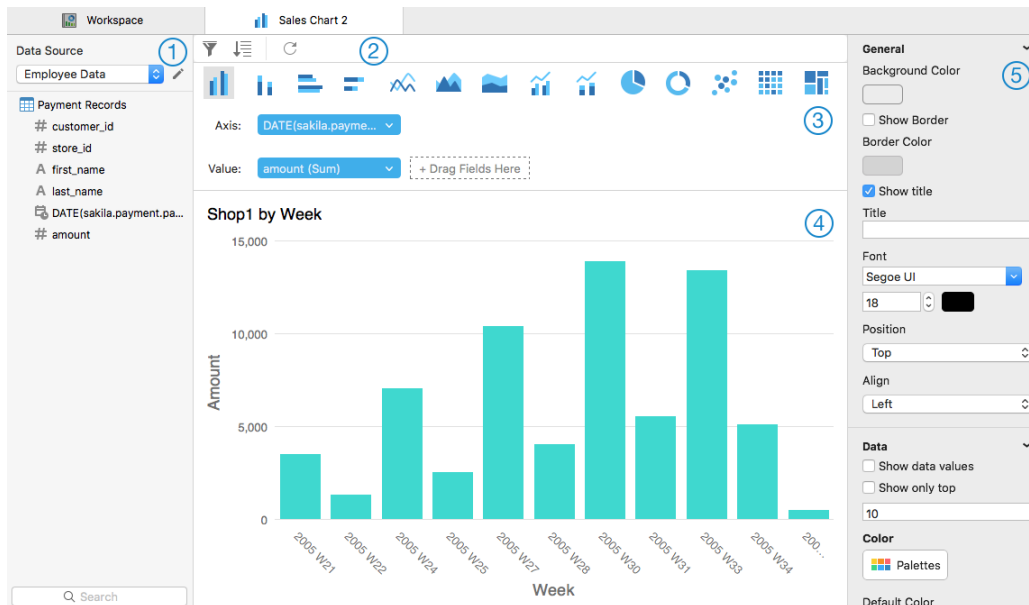 Workspace
Sales Chart 2
Data Source
1
Employee Data
Payment Records
# customer_id
# store_id
A first_name
A last_name
DATE(sakila.payment.pa...
# amount
Search
2
3
Axis: DATE(sakila.payme...
Value: amount (Sum) + Drag Fields Here
Shop1 by Week
4
15,000
10,000
5,000
0
Amount
2005 W21
2005 W22
2005 W24
2005 W25
2005 W27
2005 W28
2005 W30
2005 W31
2005 W33
2005 W34
200...
Week
General
5
Background Color
Show Border
Border Color
Show title
Title
Font
Segoe UI
18
Position
Top
Align
Left
Data
Show data values
Show only top
10
Color
Palettes
Default Color